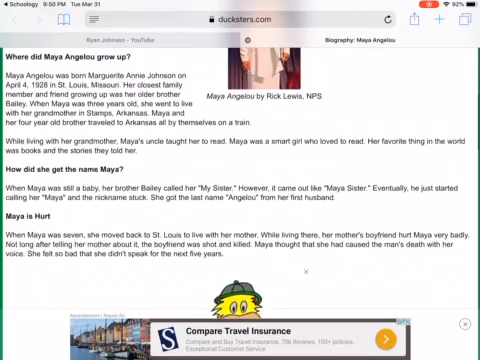 Schoology 9:50 PM Tue Mar 31 92%
ducksters.com
Ryan Johnson - YouTube Biography: Maya Angelou
Where did Maya Angelou grow up?
Maya Angelou was born Marguerite Annie Johnson on
April 4, 1928 in St. Louis, Missouri. Her closest family
member and friend growing up was her older brother
Bailey. When Maya was three years old, she went to live
with her grandmother in Stamps, Arkansas. Maya and
her four year old brother traveled to Arkansas all by themselves on a train.
Maya Angelou by Rick Lewis, NPS
While living with her grandmother, Maya's uncle taught her to read. Maya was a smart girl who loved to read. Her favorite thing in the world
was books and the stories they told her.
How did she get the name Maya?
When Maya was still a baby, her brother Bailey called her "My Sister." However, it came out like "Maya Sister." Eventually, he just started
calling her "Maya" and the nickname stuck. She got the last name "Angelou" from her first husband.
Maya is Hurt
When Maya was seven, she moved back to St. Louis to live with her mother. While living there, her mother's boyfriend hurt Maya very badly.
Not long after telling her mother about it, the boyfriend was shot and killed. Maya thought that she had caused the man's death with her
voice. She felt so bad that she didn't speak for the next five years.
Advertisement | Report Ad
S
Compare Travel Insurance
Compare and Buy Travel Insurance. 70k Reviews, 100+ policies.
Exceptional Customer Service.